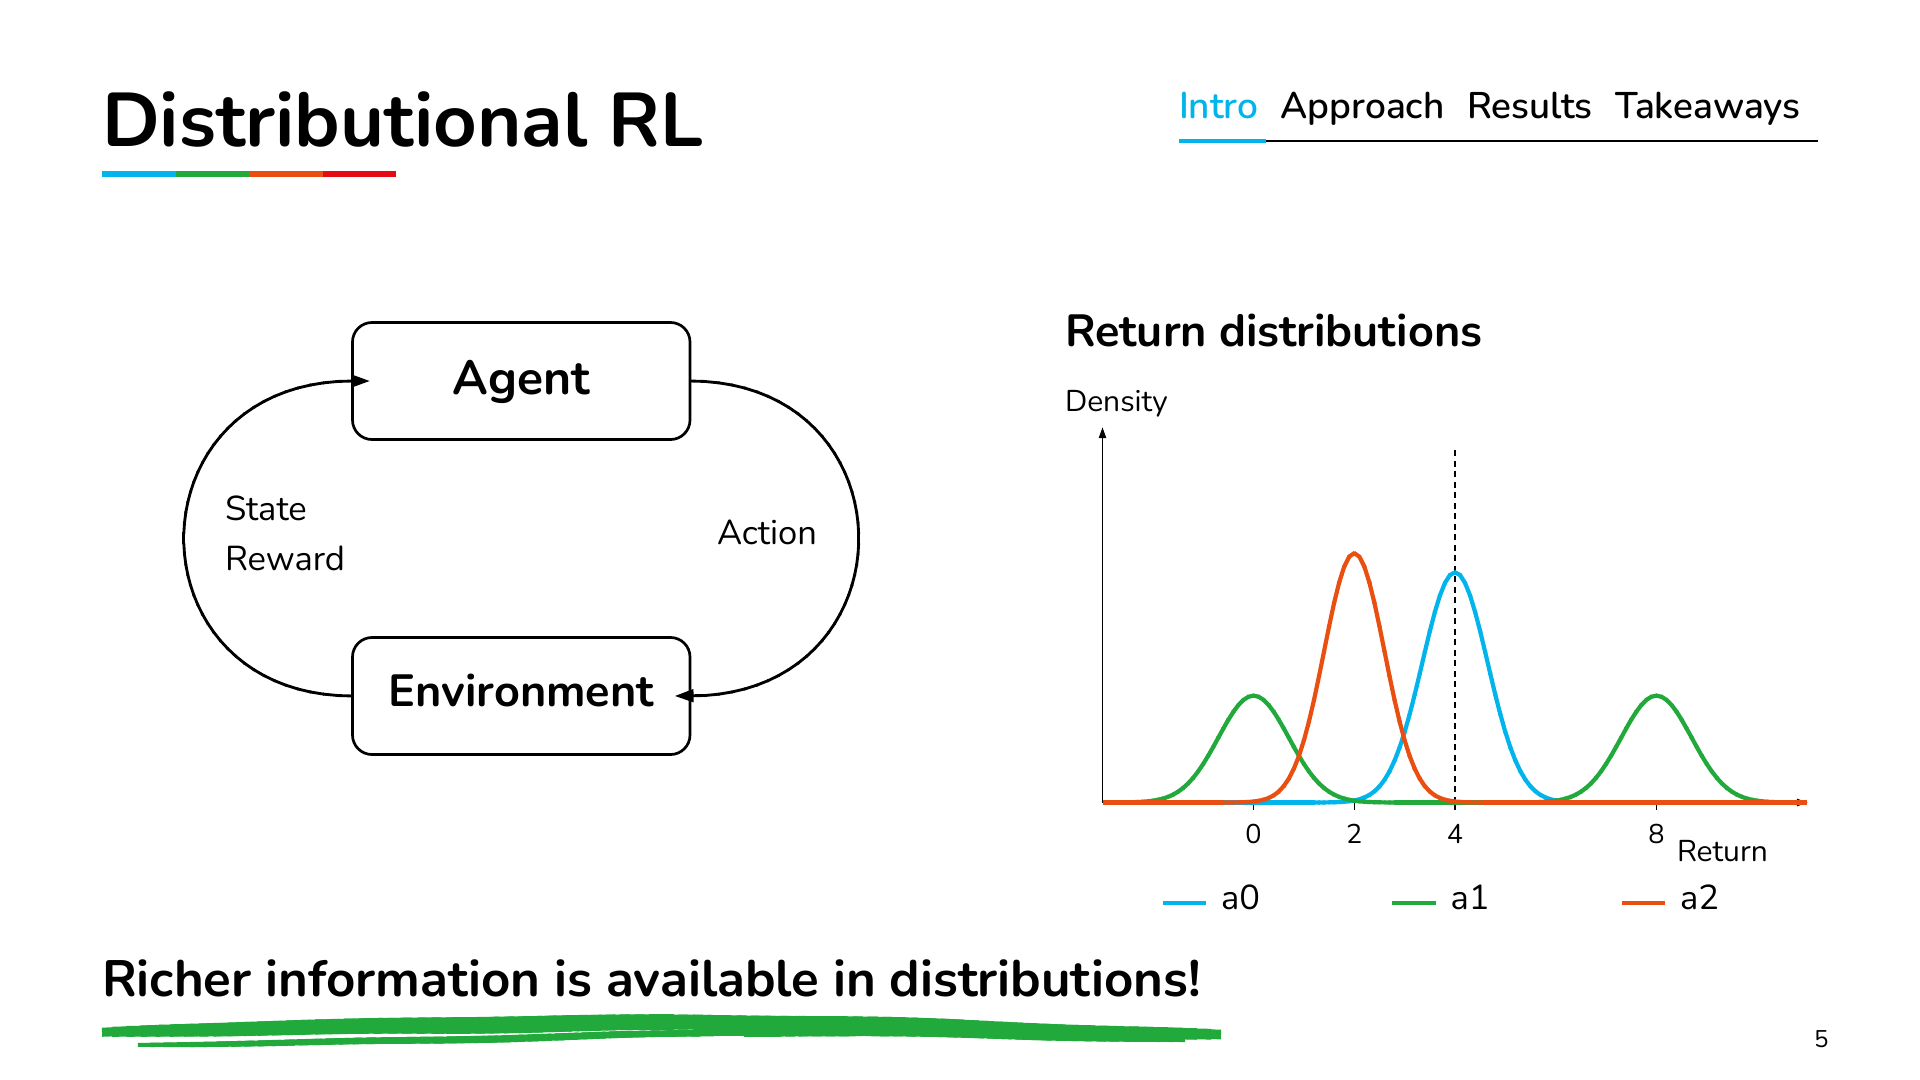 Distributional RL
Intro Approach Results Takeaways
Agent
State
Reward
Action
Environment
Return distributions
Density
0 2 4 8
Return
a0 a1 a2
Richer information is available in distributions!
5